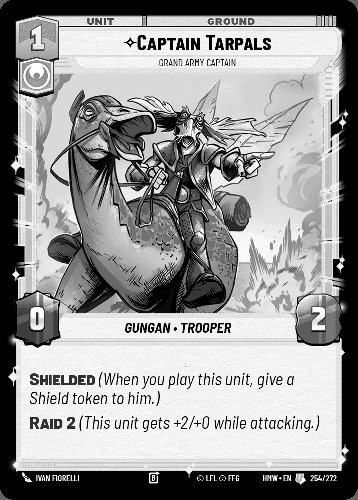 UNIT
GROUND
1
CAPTAIN TARPALS
GRAND ARMY CAPTAIN
0
GUNGAN • TROOPER
2
SHIELDED (When you play this unit, give a
Shield token to him.)
RAID 2 (This unit gets +2/+0 while attacking.)
IVAN FIORELLI
© LFL © FFG
HMW • EN
254/272